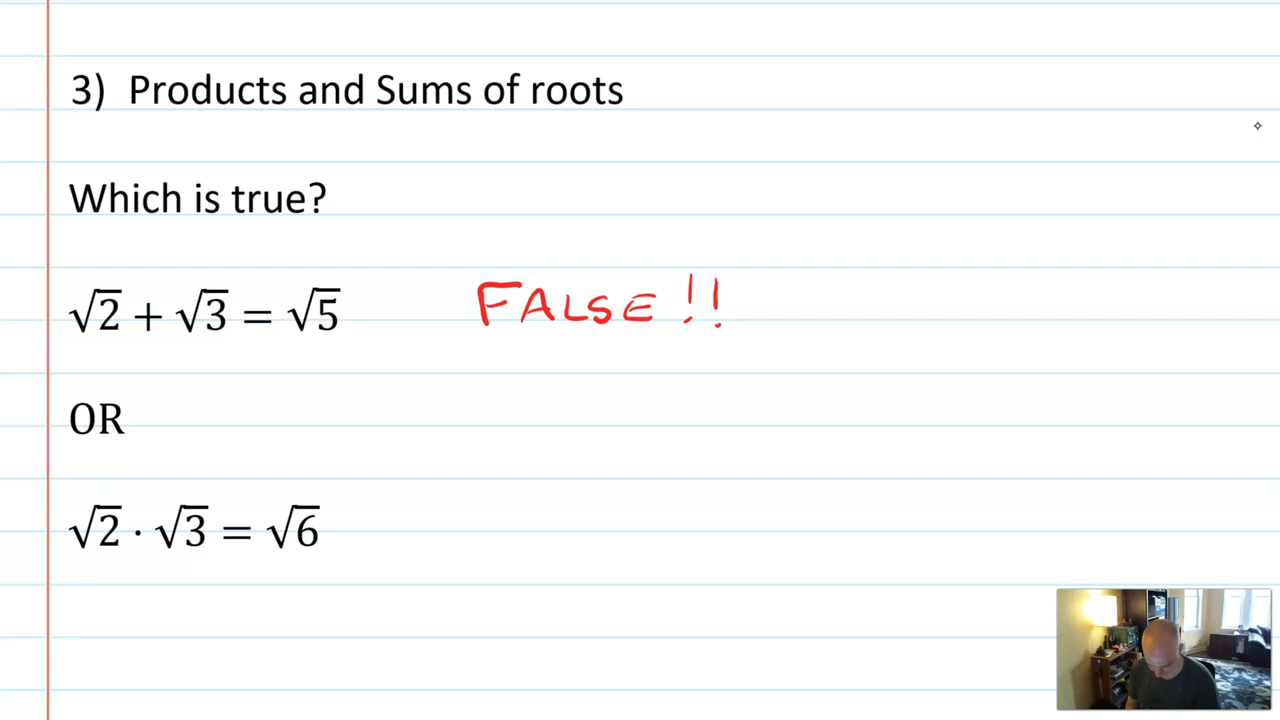 3) Products and Sums of roots
Which is true?
√2 + √3 = √5 FALSE!!
OR
√2 · √3 = √6